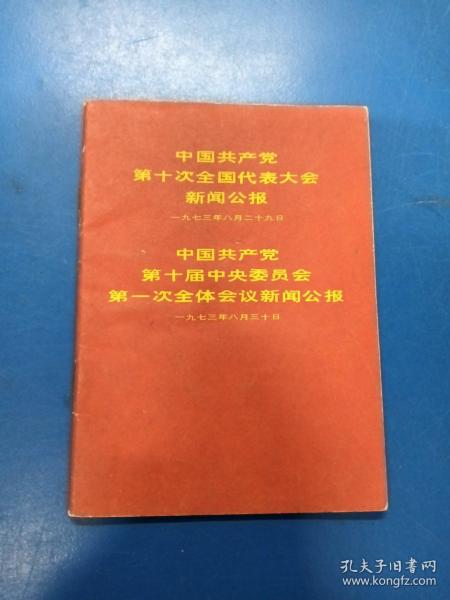 中国共产党
第十次全国代表大会
新闻公报
一九七三年八月二十九日
中国共产党
第十届中央委员会
第一次全体会议新闻公报
一九七三年八月三十日
孔夫子旧书网
www.kongfz.com